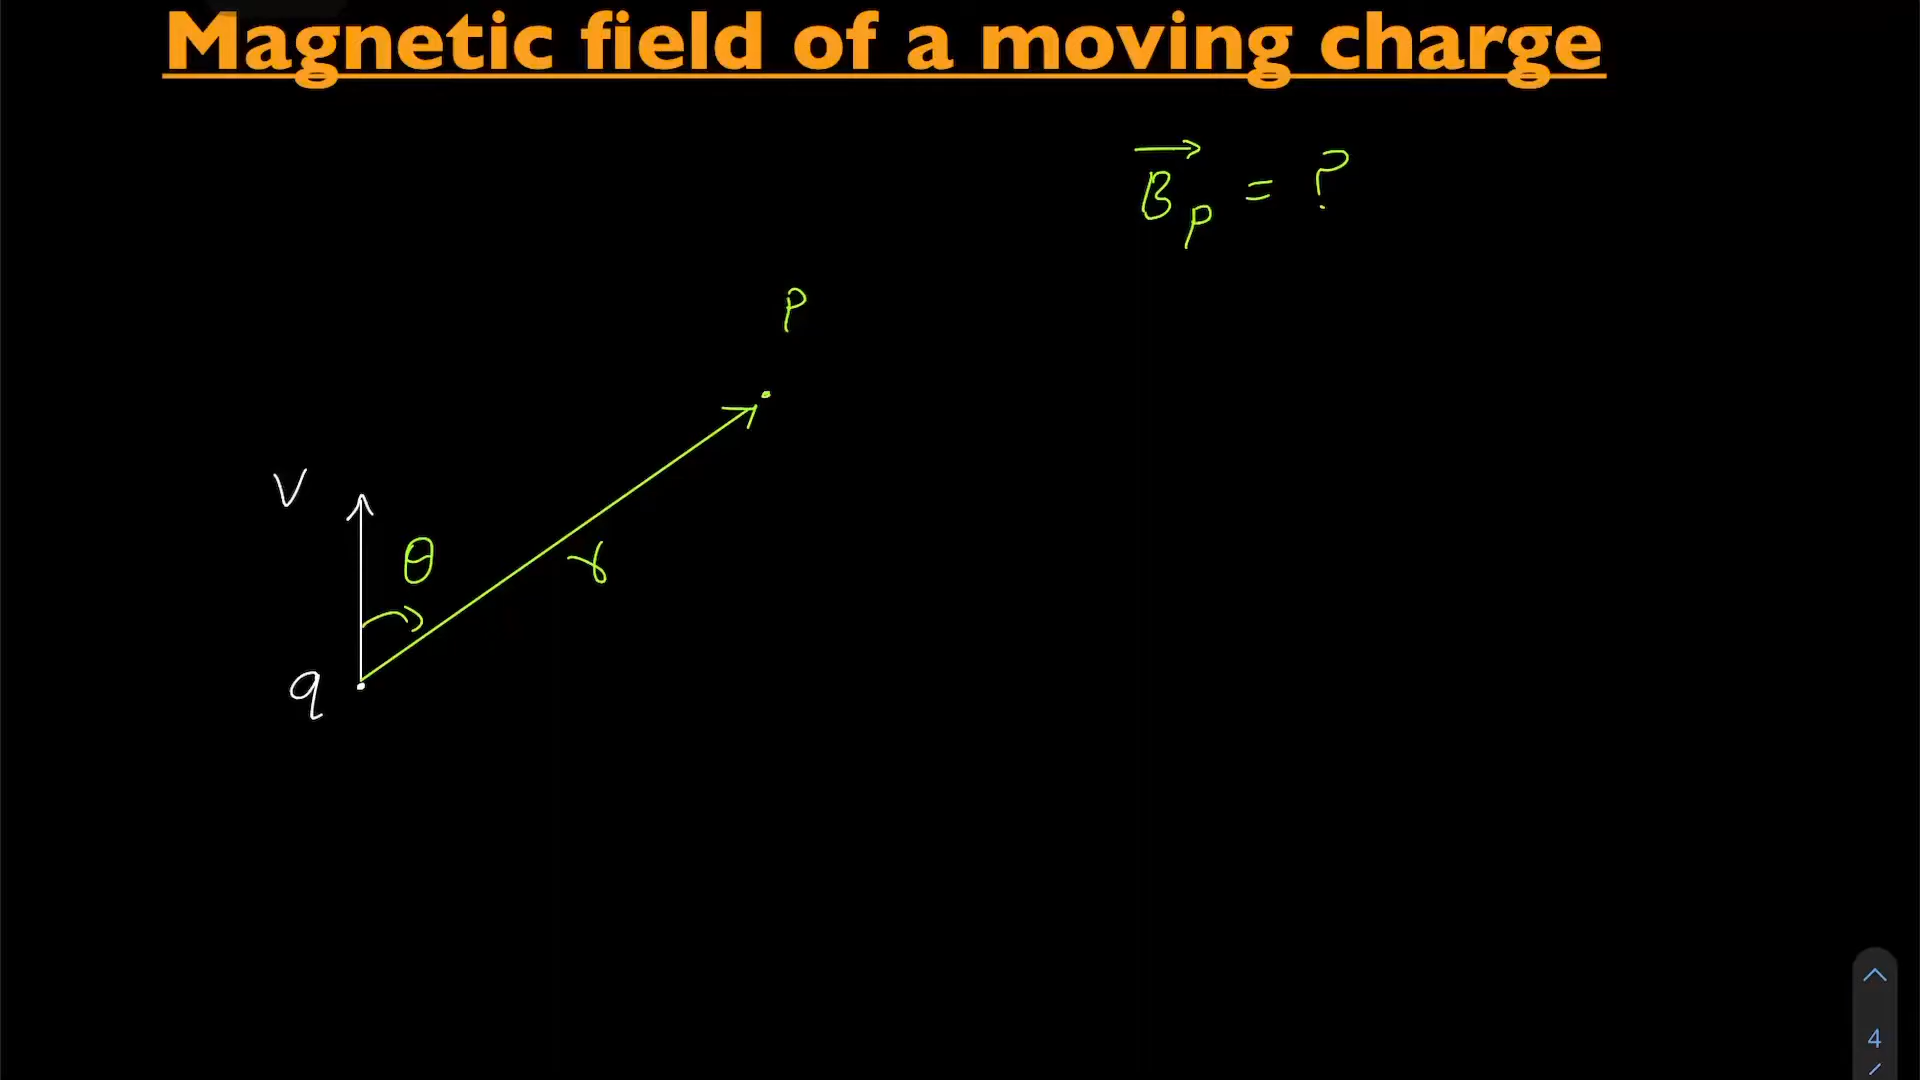 Magnetic field of a moving charge
B⃗ₚ = ?
P
V
θ
r
q
4